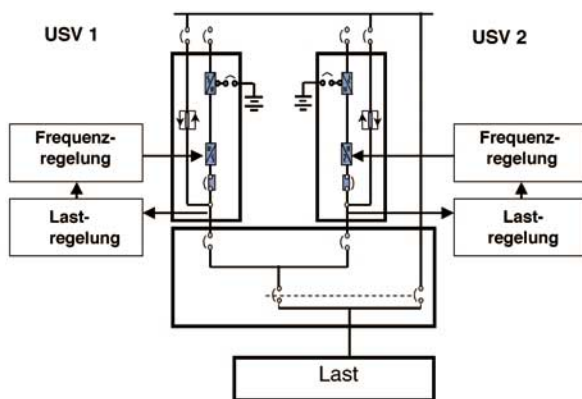 USV 1
USV 2
Frequenz-
regelung
Last-
regelung
Frequenz-
regelung
Last-
regelung
Last